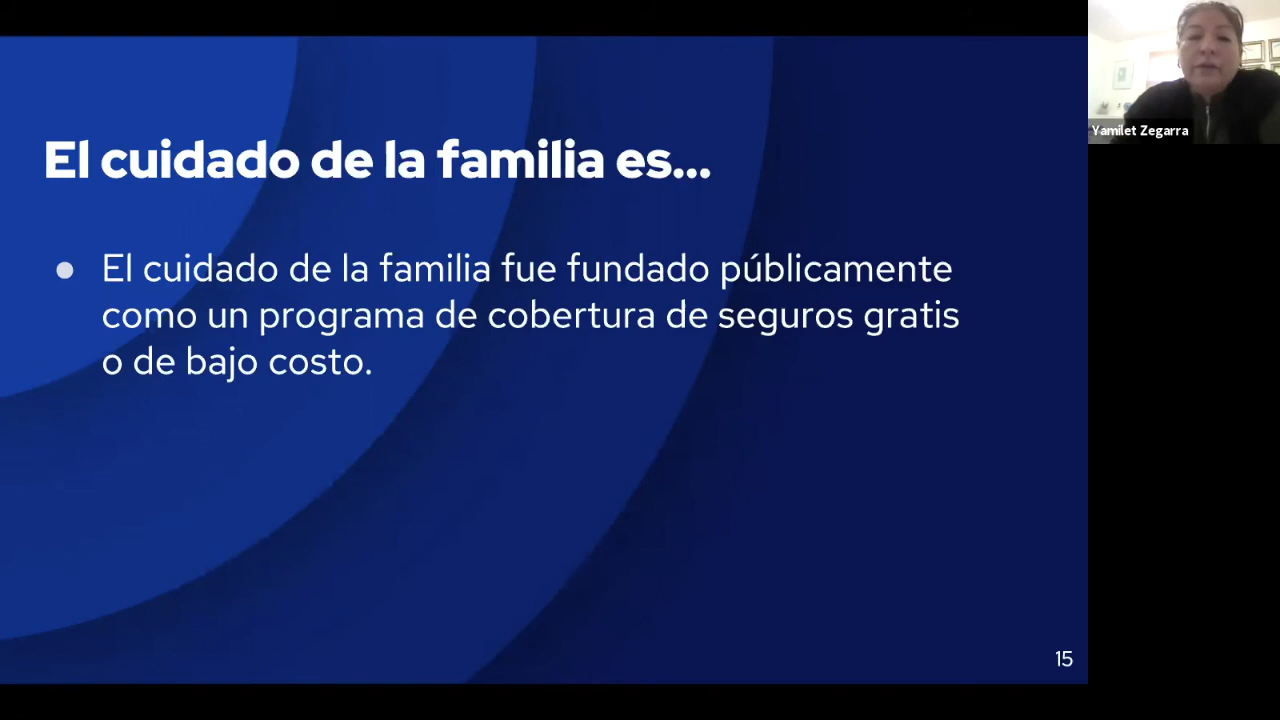 El cuidado de la familia es...
● El cuidado de la familia fue fundado públicamente
como un programa de cobertura de seguros gratis
o de bajo costo.
15
Yamilet Zegarra